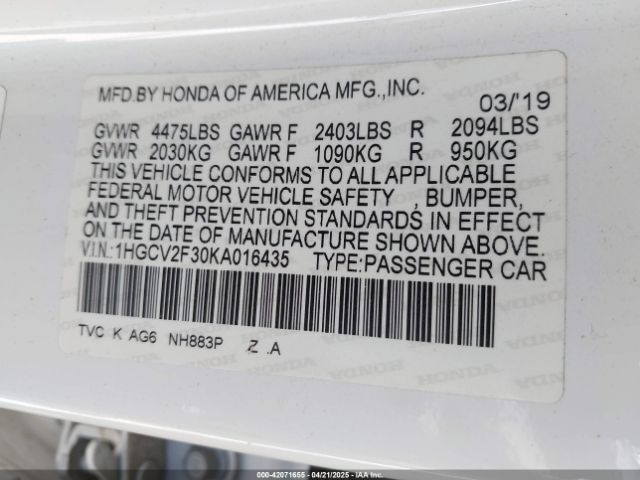 MFD.BY HONDA OF AMERICA MFG.,INC.
03/'19
GVWR 4475LBS GAWR F 2403LBS R 2094LBS
GVWR 2030KG GAWR F 1090KG R 950KG
THIS VEHICLE CONFORMS TO ALL APPLICABLE
FEDERAL MOTOR VEHICLE SAFETY , BUMPER,
AND THEFT PREVENTION STANDARDS IN EFFECT
ON THE DATE OF MANUFACTURE SHOWN ABOVE.
V.I.N.:1HGCV2F30KA016435 TYPE:PASSENGER CAR
TVC K AG6 NH883P Z .A
000-42071655 - 04/21/2025 - IAA Holdings, LLC